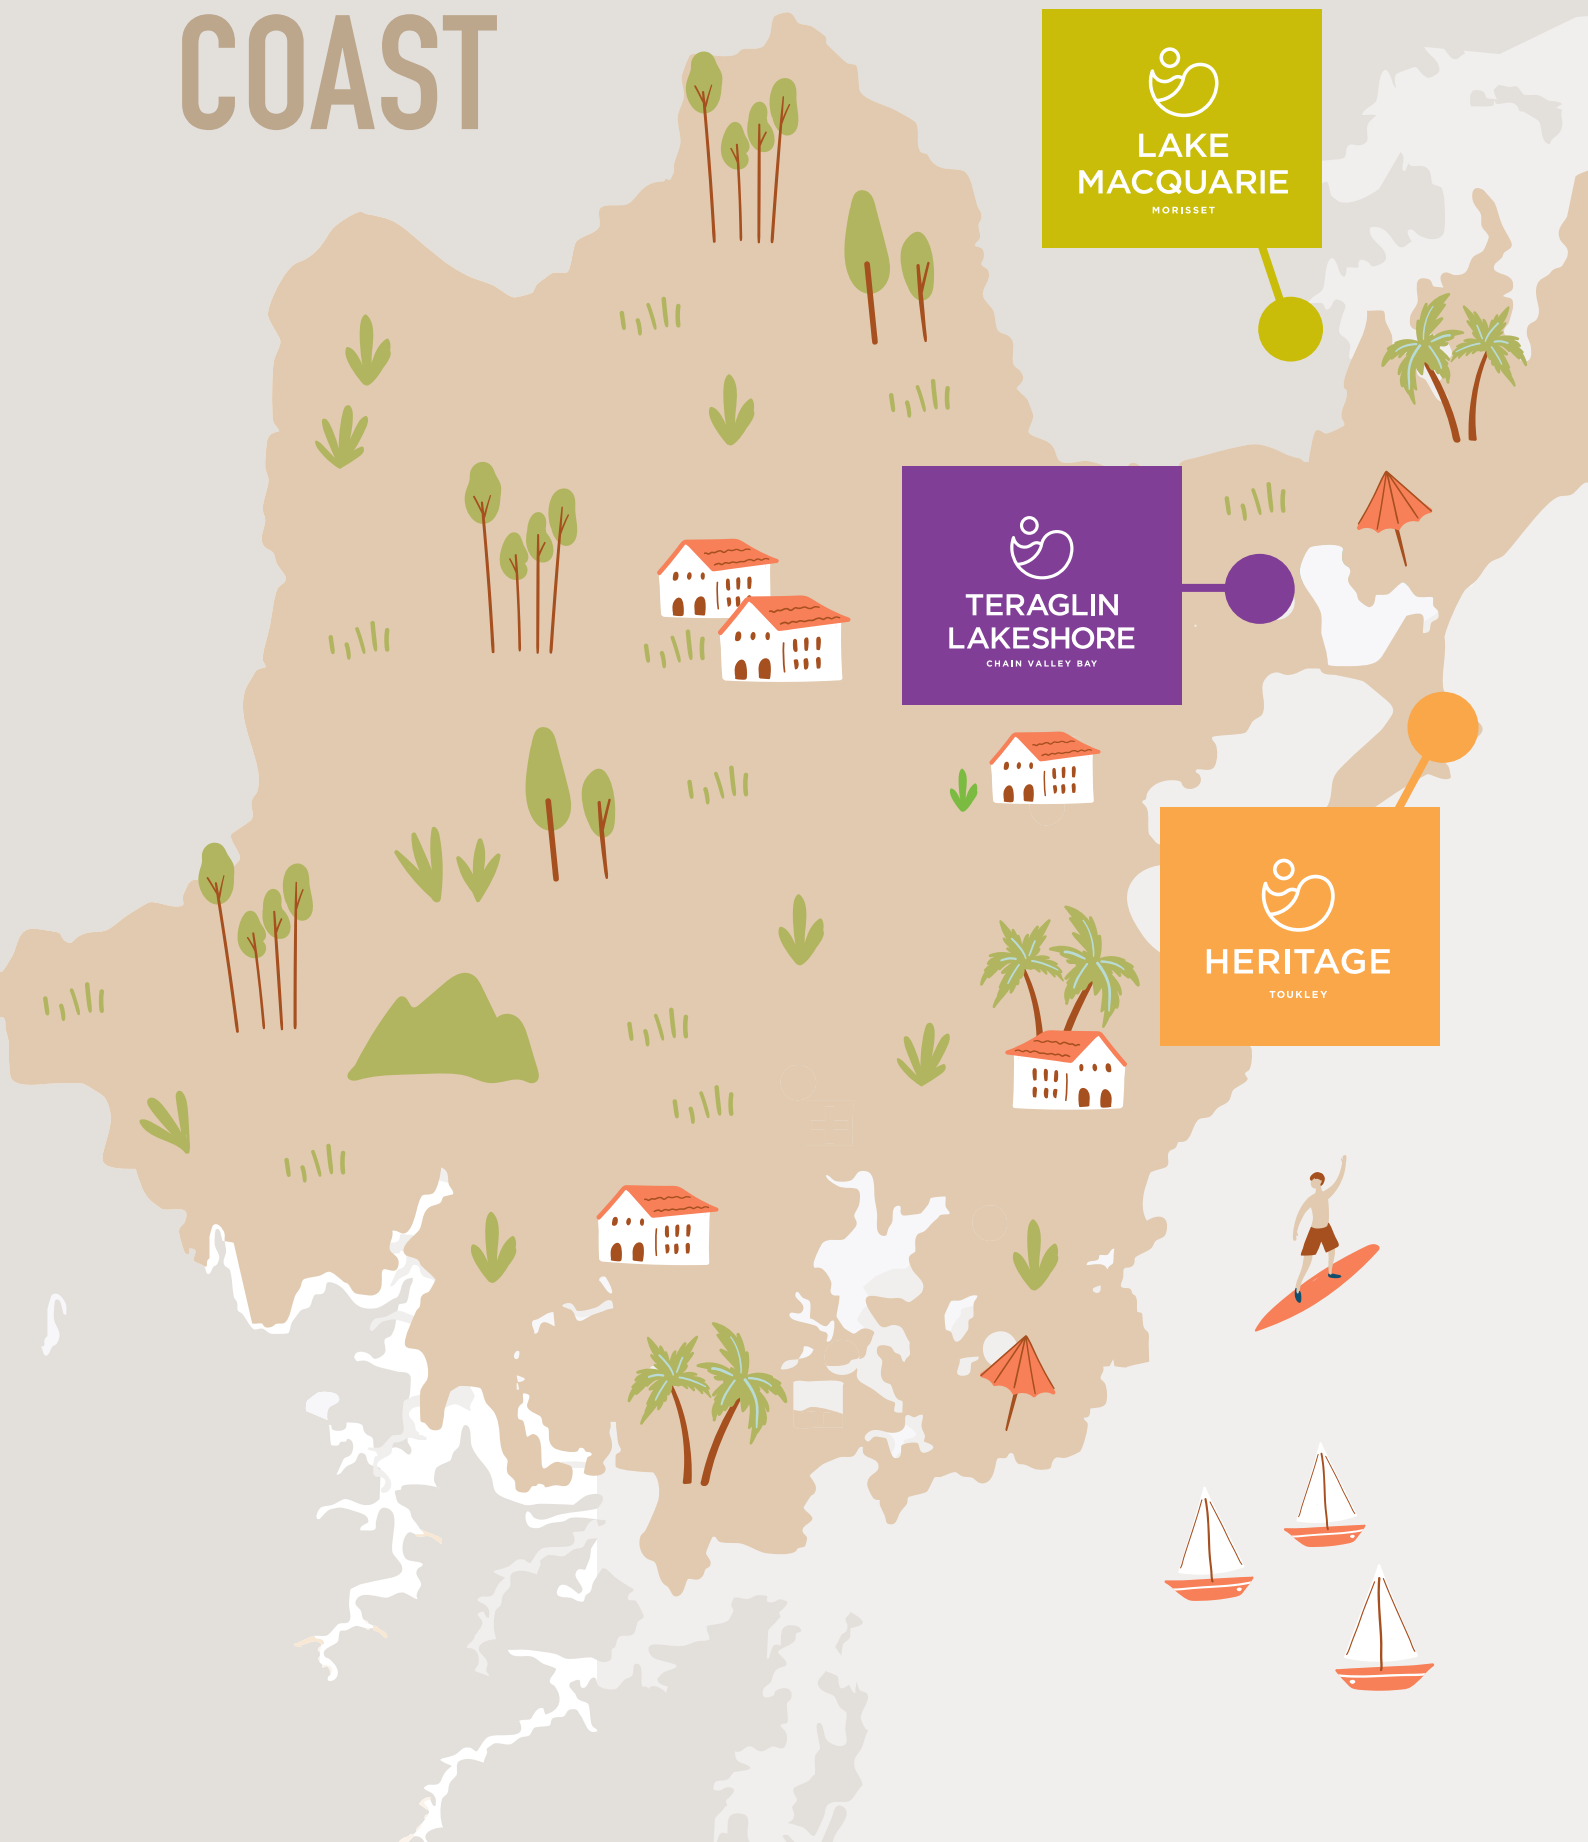 COAST
LAKE
MACQUARIE
MORISSET
TERAGLIN
LAKESHORE
CHAIN VALLEY BAY
HERITAGE
TOUKLEY